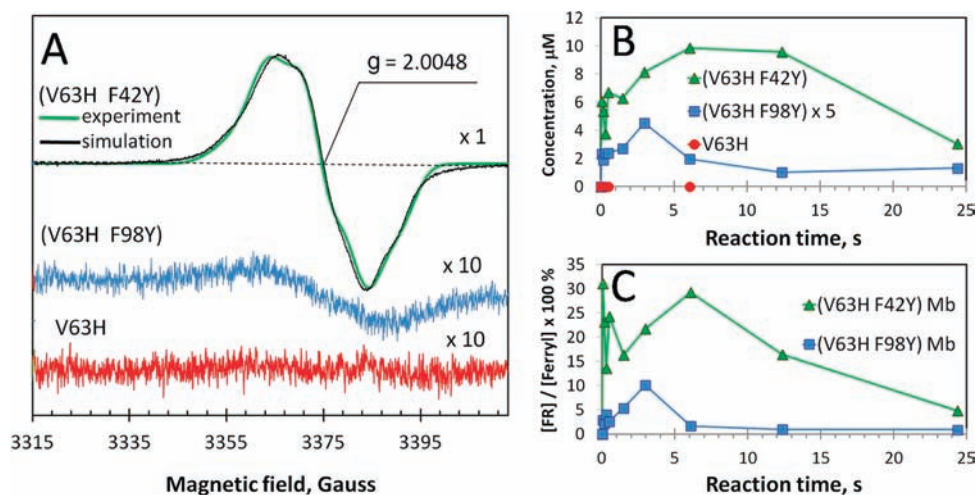 A
g = 2.0048
(V63H F42Y)
experiment
simulation
x 1
(V63H F98Y)
x 10
V63H
x 10
3315 3335 3355 3375 3395
Magnetic field, Gauss
B
Concentration, µM
14
12
10
8
6
4
2
0
(V63H F42Y)
(V63H F98Y) x 5
V63H
0 5 10 15 20 25
Reaction time, s
C
[FR] / [Ferryl] x 100 %
35
30
25
20
15
10
5
0
(V63H F42Y) Mb
(V63H F98Y) Mb
0 5 10 15 20 25
Reaction time, s